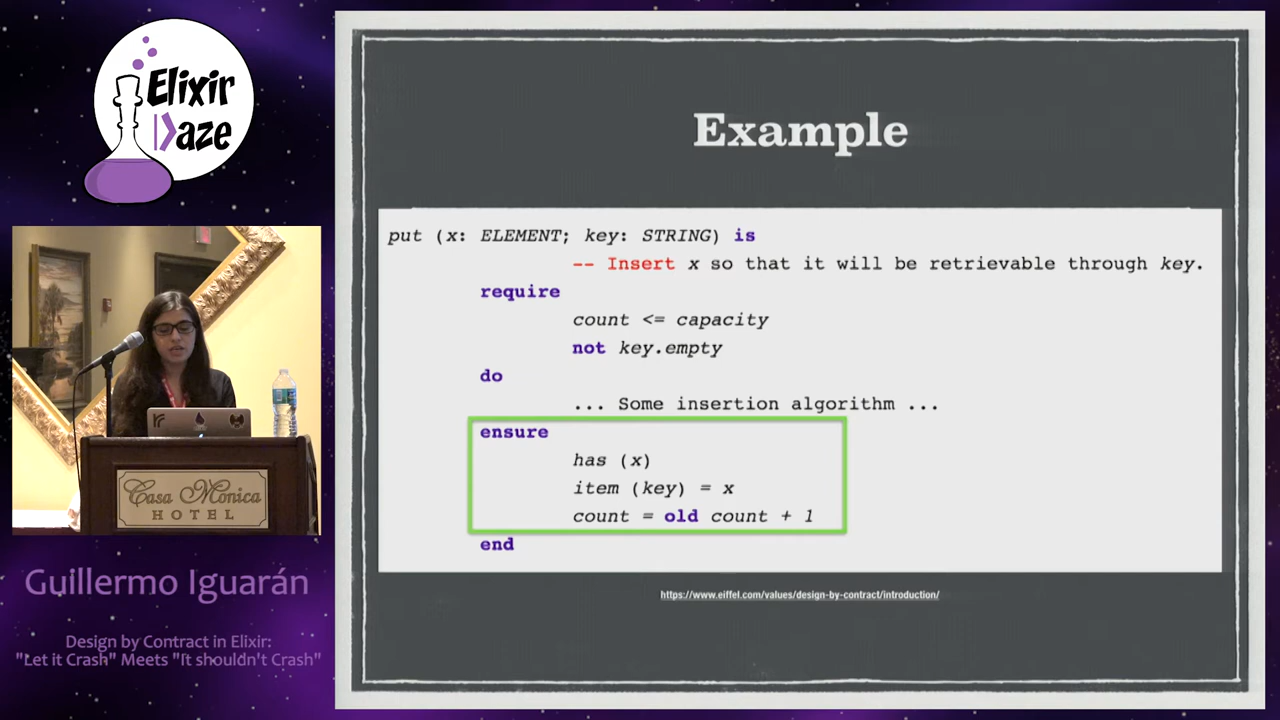 Elixir
Daze
Casa Monica
HOTEL
Guillermo Iguarán
Design by Contract in Elixir:
"Let it Crash" Meets "It shouldn't Crash"
Example
put (x: ELEMENT; key: STRING) is
-- Insert x so that it will be retrievable through key.
require
count <= capacity
not key.empty
do
... Some insertion algorithm ...
ensure
has (x)
item (key) = x
count = old count + 1
end
https://www.eiffel.com/values/design-by-contract/introduction/